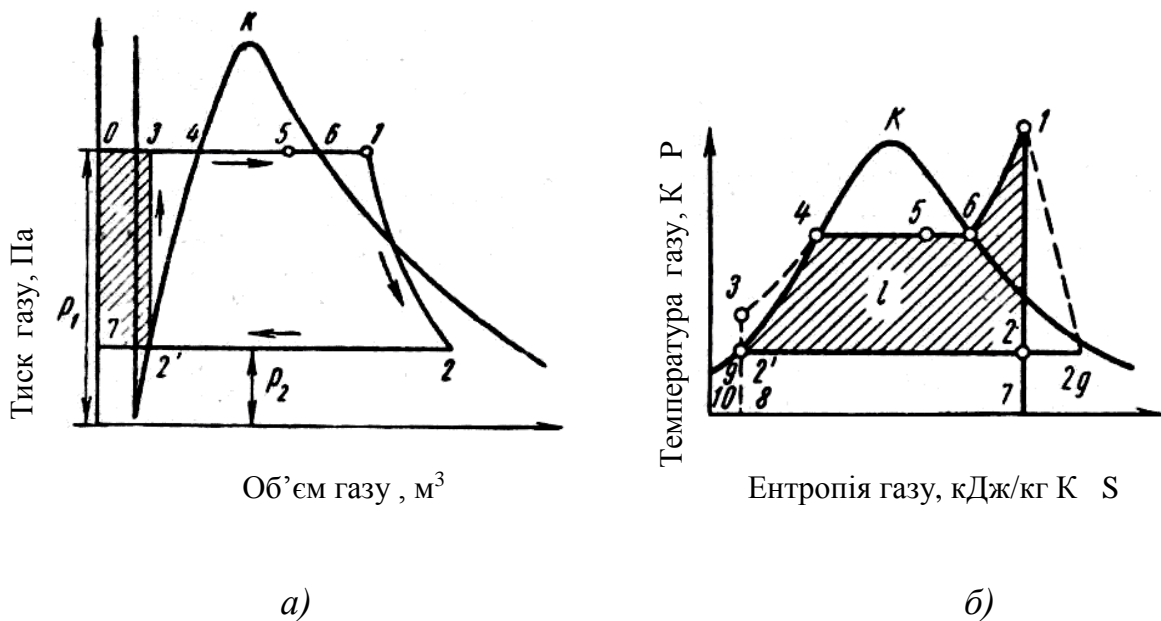 K
0 3 4 5 6 1
7 2' 2
P₁
P₂
Тиск газу, Па
Об’єм газу , м³
а)
K
1
4 5 6
3
l
9 2' 2 2g
10 8 7
Температура газу, К Р
Ентропія газу, кДж/кг К S
б)